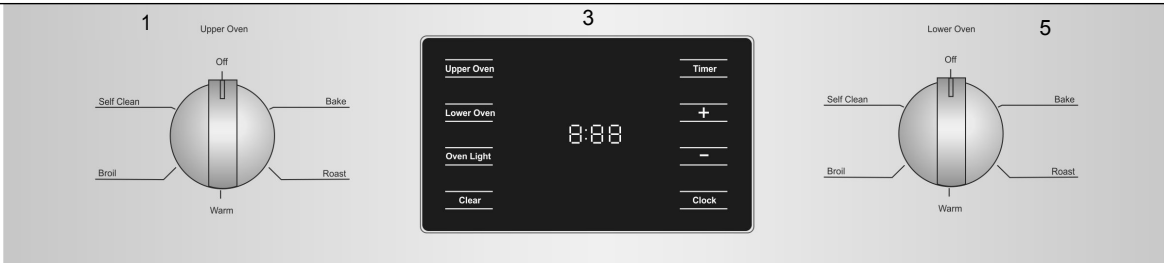 1
Upper Oven
Off
Self Clean
Bake
Broil
Roast
Warm
3
Upper Oven
Timer
Lower Oven
+
8:88
Oven Light
-
Clear
Clock
5
Lower Oven
Off
Self Clean
Bake
Broil
Roast
Warm